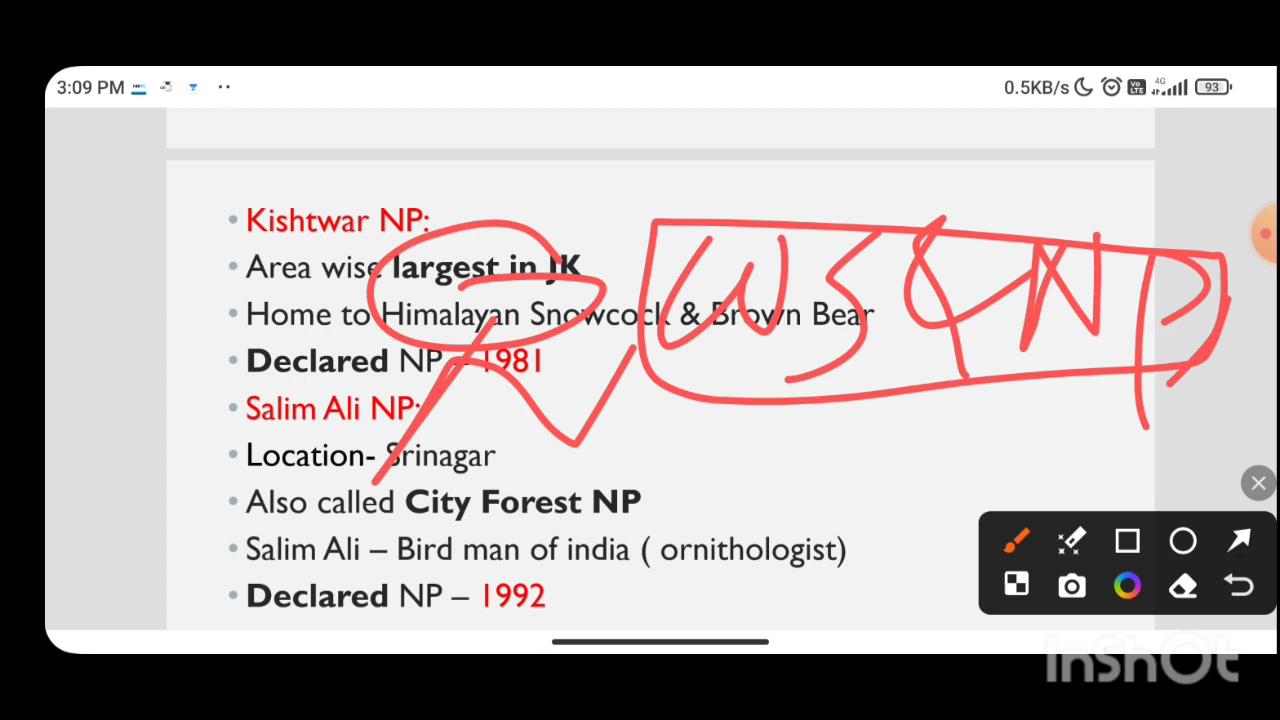 3:09 PM
0.5KB/s 4G 93
• Kishtwar NP:
• Area wise largest in JK
• Home to Himalayan Snowcock & Brown Bear
• Declared NP – 1981
• Salim Ali NP:
• Location- Srinagar
• Also called City Forest NP
• Salim Ali – Bird man of india ( ornithologist)
• Declared NP – 1992
WS
NP
InShOt